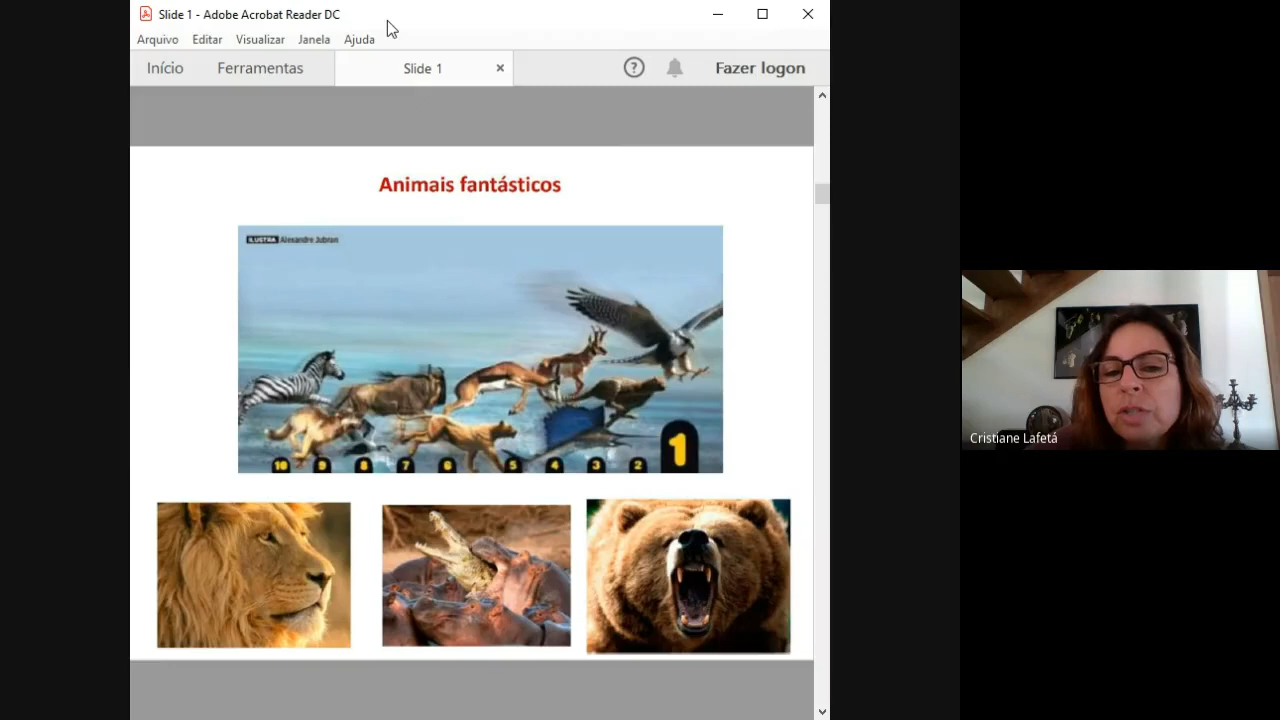 Slide 1 - Adobe Acrobat Reader DC
Arquivo Editar Visualizar Janela Ajuda
Início Ferramentas Slide 1 Fazer logon
Animais fantásticos
ILUSTRA Alexandre Jubran
10 9 8 7 6 5 4 3 2 1
Cristiane Lafetá